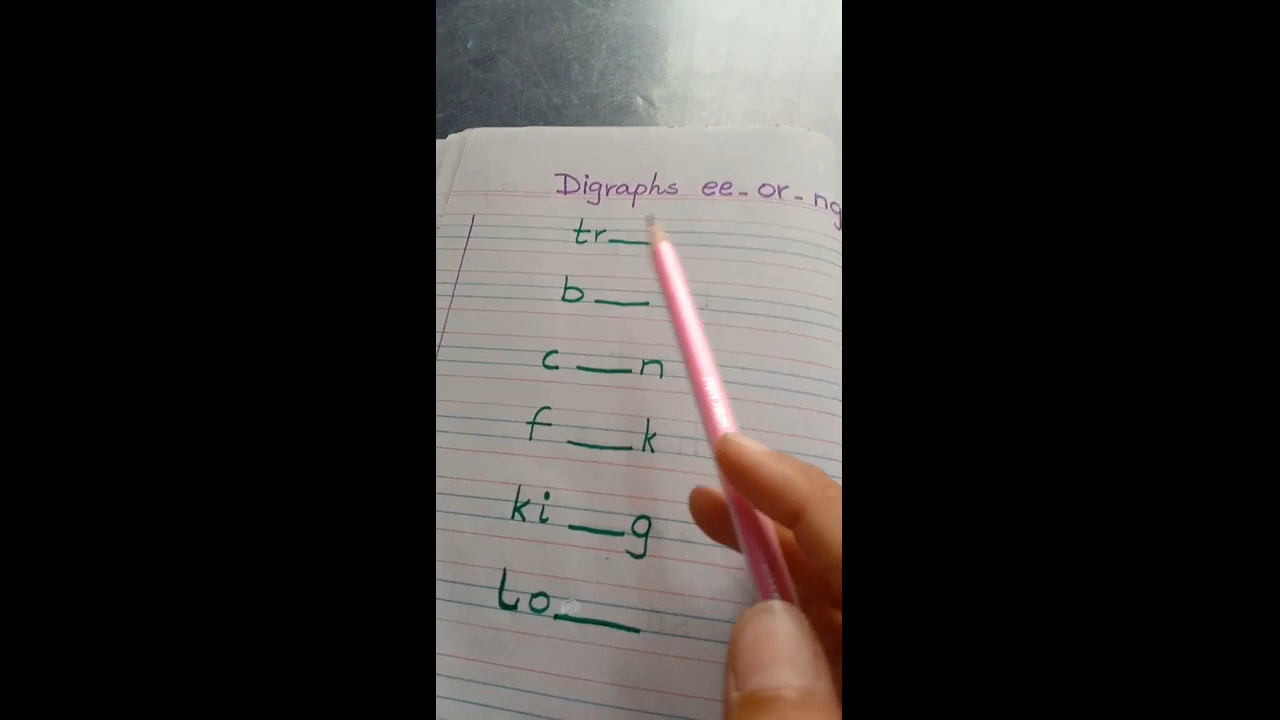 Digraphs ee - or - ng
tr__
b__
c__n
f__k
ki__g
Lo__